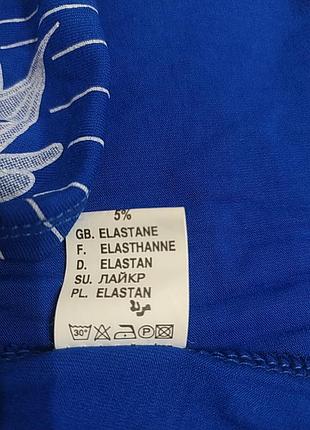 5%
GB. ELASTANE
F. ELASTHANNE
D. ELASTAN
SU. ЛАЙКР
PL. ELASTAN
30°
P